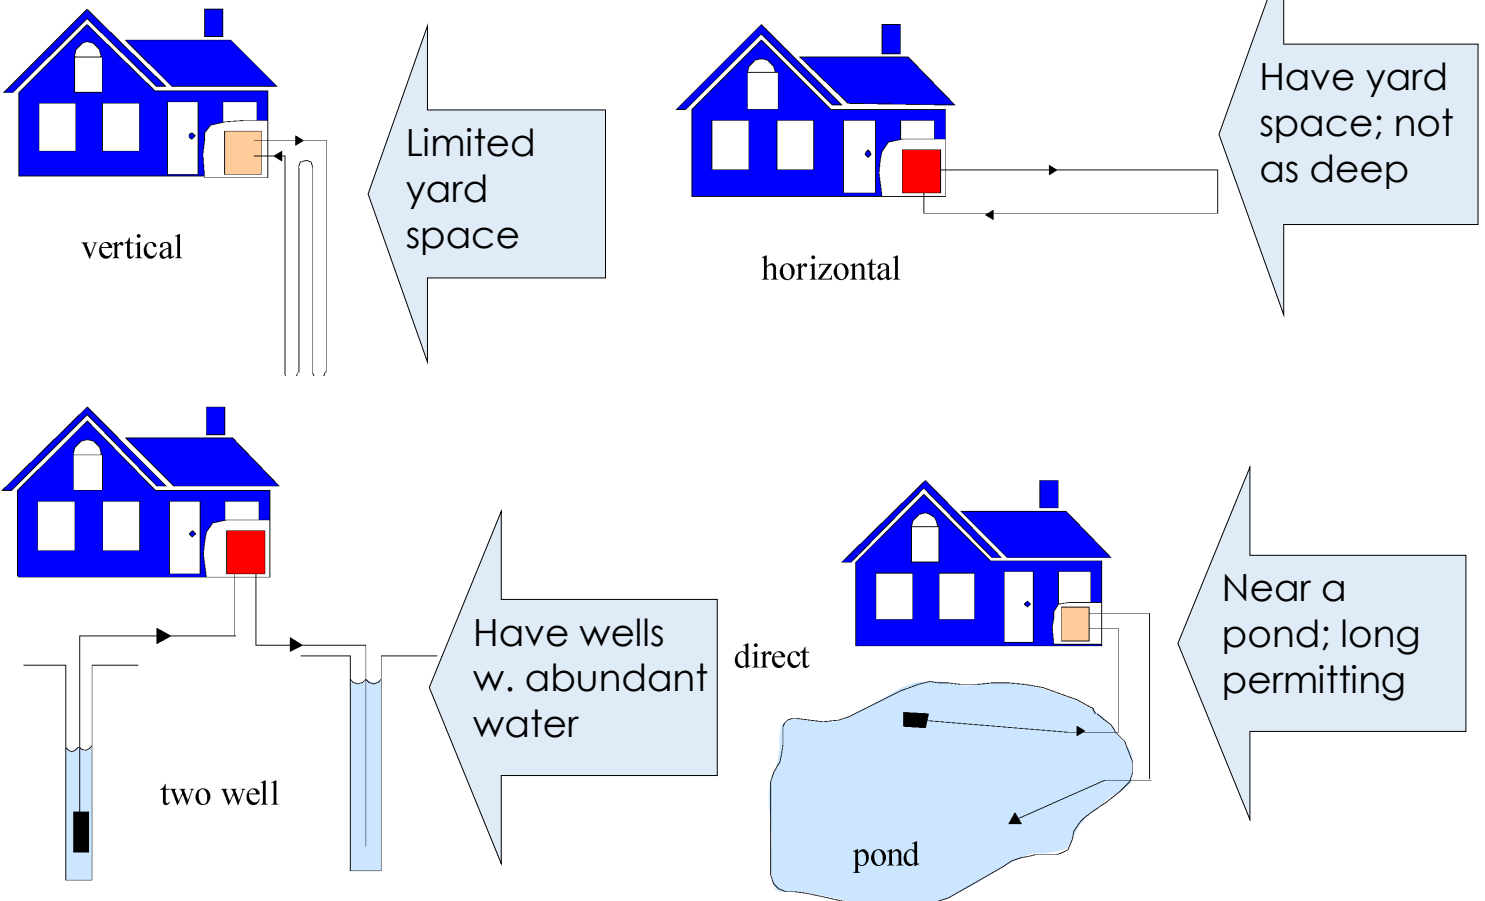 Limited
yard
space
vertical
Have yard
space; not
as deep
horizontal
Have wells
w. abundant
water
two well
direct
Near a
pond; long
permitting
pond